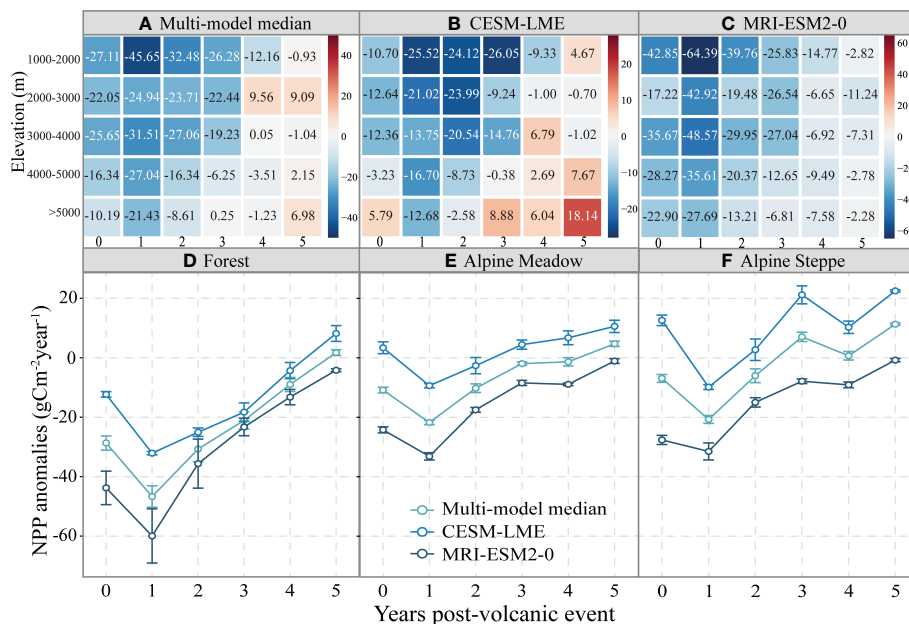 A Multi-model median
B CESM-LME
C MRI-ESM2-0
Elevation (m)
1000-2000 -27.11 -45.65 -32.48 -26.28 -12.16 -0.93
2000-3000 -22.05 -24.94 -23.71 -22.44 9.56 9.09
3000-4000 -25.65 -31.51 -27.06 -19.23 0.05 -1.04
4000-5000 -16.34 -27.04 -16.34 -6.25 -3.51 2.15
>5000 -10.19 -21.43 -8.61 0.25 -1.23 6.98
0 1 2 3 4 5
40
20
0
-20
-40
-10.70 -25.52 -24.12 -26.05 -9.33 4.67
-12.64 -21.02 -23.99 -9.24 -1.00 -0.70
-12.36 -13.75 -20.54 -14.76 6.79 -1.02
-3.23 -16.70 -8.73 -0.38 2.69 7.67
5.79 -12.68 -2.58 8.88 6.04 18.14
0 1 2 3 4 5
20
10
0
-10
-20
-42.85 -64.39 -39.76 -25.83 -14.77 -2.82
-17.22 -42.92 -19.48 -26.54 -6.65 -11.24
-35.67 -48.57 -29.95 -27.04 -6.92 -7.31
-28.27 -35.61 -20.37 -12.65 -9.49 -2.78
-22.90 -27.69 -13.21 -6.81 -7.58 -2.28
0 1 2 3 4 5
60
40
20
0
-20
-40
D Forest
E Alpine Meadow
F Alpine Steppe
NPP anomalies (gCm-2year-1)
20
0
-20
-40
-60
Multi-model median
CESM-LME
MRI-ESM2-0
0 1 2 3 4 5
0 1 2 3 4 5
0 1 2 3 4 5
Years post-volcanic event